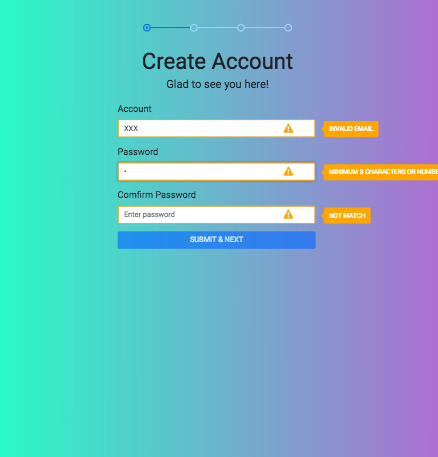 Create Account
Glad to see you here!
Account
XXX
INVALID EMAIL
Password
•
MINIMUM 8 CHARACTERS OR NUMBE
Comfirm Password
Enter password
NOT MATCH
SUBMIT & NEXT